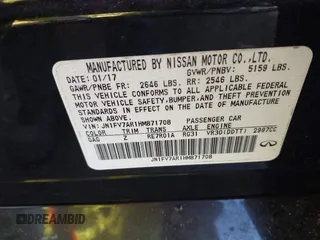 MANUFACTURED BY NISSAN MOTOR CO.,LTD.
DATE: 01/17 GVWR/PNBV: 5159 LBS.
GAWR/PNBE FR: 2646 LBS. RR: 2546 LBS.
THIS VEHICLE CONFORMS TO ALL APPLICABLE FEDERAL
MOTOR VEHICLE SAFETY, BUMPER, AND THEFT PREVENTION
STANDARDS IN EFFECT ON THE DATE OF MANUFACTURE
SHOWN ABOVE.
VIN: JN1FV7AR1HM871708 PASSENGER CAR
COLOR TRIM TRANS AXLE ENGINE
GAS Z RE7R01A RG31 VR30(DDTT) 2997CC
JN1FV7AR1HM871708
© DREAMBID